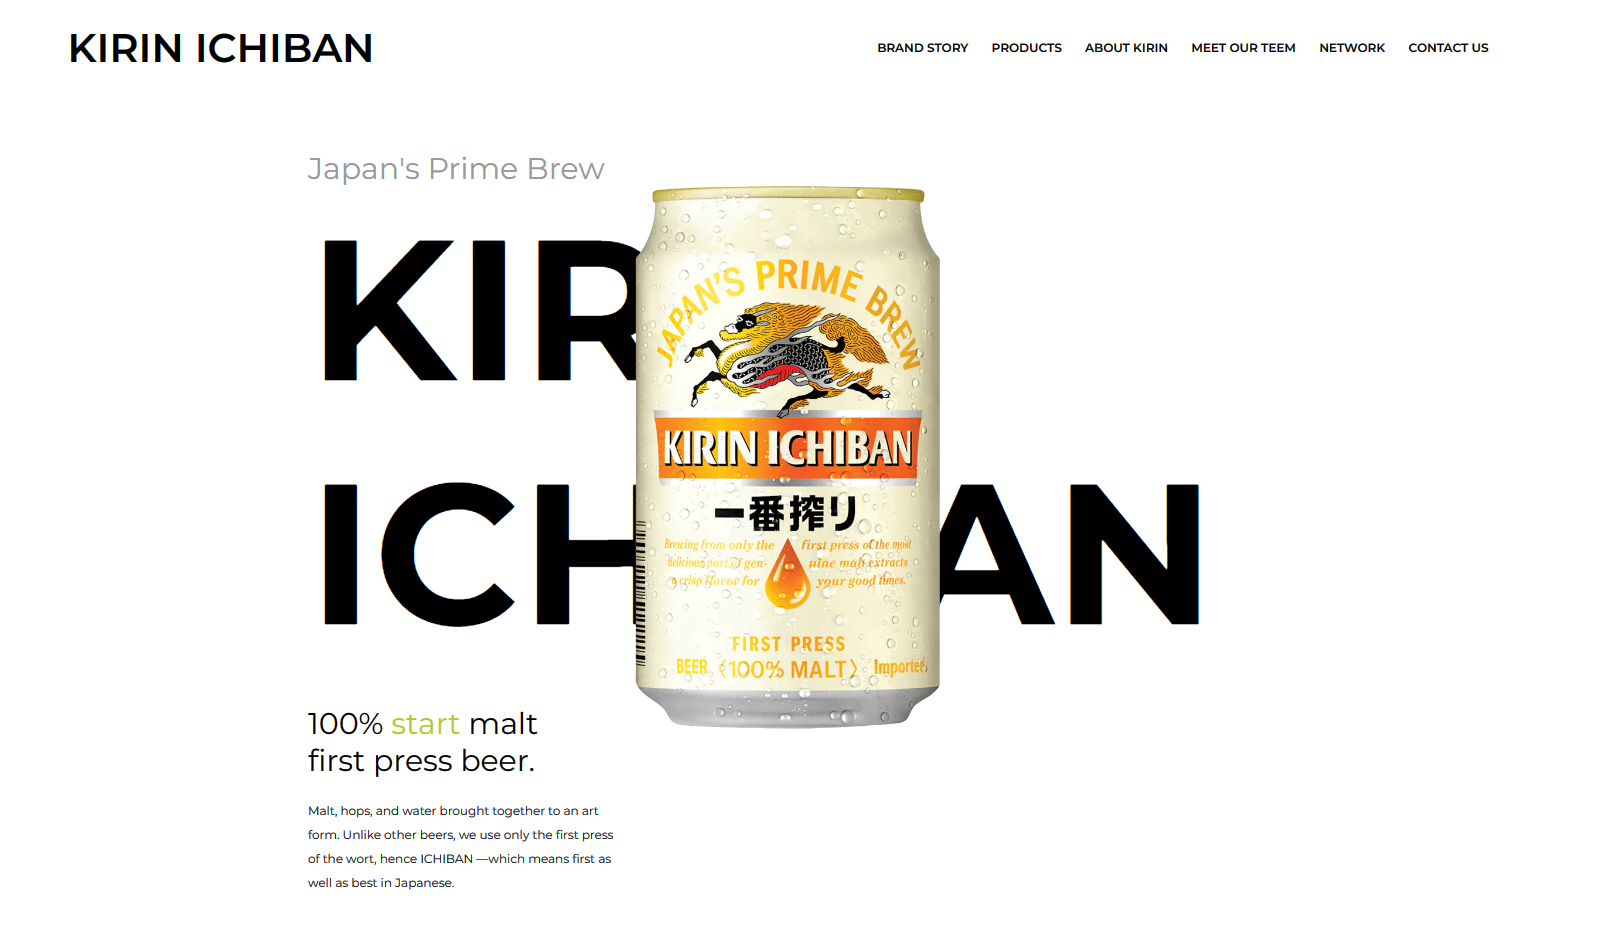 KIRIN ICHIBAN
BRAND STORY PRODUCTS ABOUT KIRIN MEET OUR TEEM NETWORK CONTACT US
Japan's Prime Brew
KIR
JAPAN'S PRIME BREW
KIRIN ICHIBAN
ICH AN
一番搾り
Brewing from only the first press of the most
delicious part of gen- uine malt extracts
a crisp flavor for your good times.
FIRST PRESS
BEER 〈100% MALT〉 Imported
100% start malt
first press beer.
Malt, hops, and water brought together to an art
form. Unlike other beers, we use only the first press
of the wort, hence ICHIBAN —which means first as
well as best in Japanese.